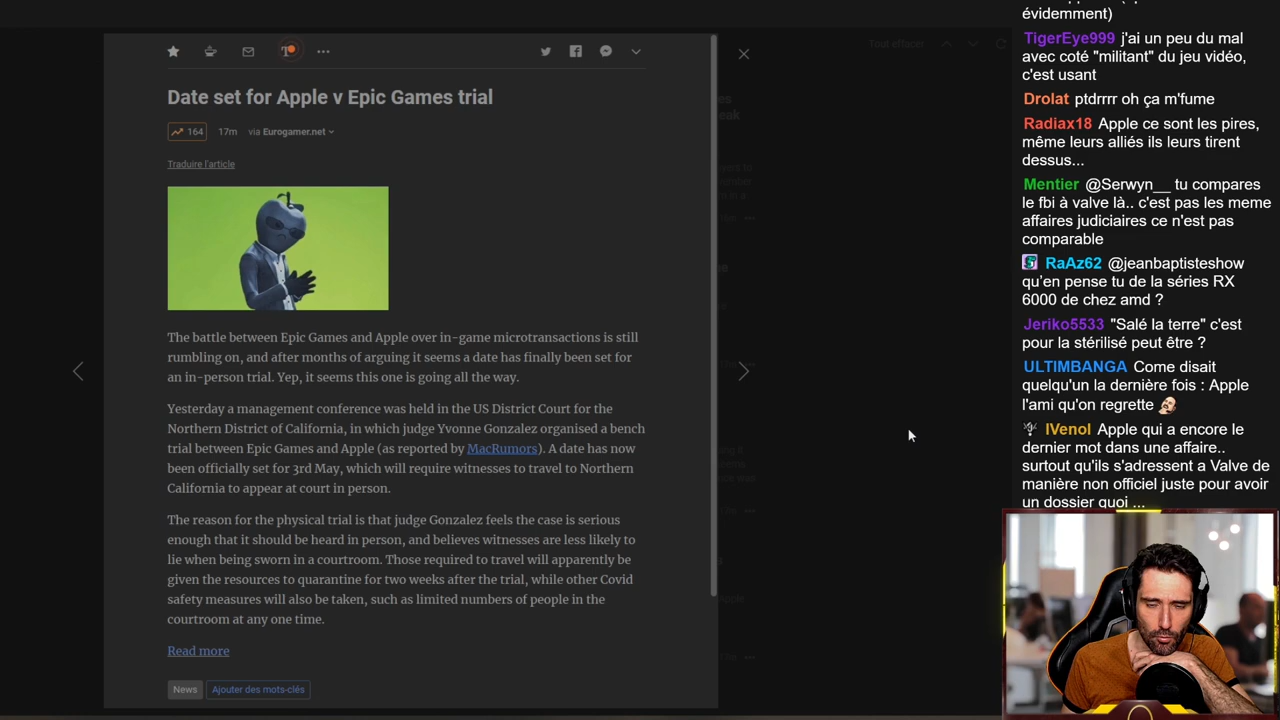 Tout effacer
Date set for Apple v Epic Games trial
164 17m via Eurogamer.net
Traduire l'article
The battle between Epic Games and Apple over in-game microtransactions is still
rumbling on, and after months of arguing it seems a date has finally been set for
an in-person trial. Yep, it seems this one is going all the way.
Yesterday a management conference was held in the US District Court for the
Northern District of California, in which judge Yvonne Gonzalez organised a bench
trial between Epic Games and Apple (as reported by MacRumors). A date has now
been officially set for 3rd May, which will require witnesses to travel to Northern
California to appear at court in person.
The reason for the physical trial is that judge Gonzalez feels the case is serious
enough that it should be heard in person, and believes witnesses are less likely to
lie when being sworn in a courtroom. Those required to travel will apparently be
given the resources to quarantine for two weeks after the trial, while other Covid
safety measures will also be taken, such as limited numbers of people in the
courtroom at any one time.
Read more
News Ajouter des mots-clés
évidemment)
TigerEye999 j'ai un peu du mal
avec coté "militant" du jeu vidéo,
c'est usant
Drolat ptdrrrr oh ça m'fume
Radiax18 Apple ce sont les pires,
même leurs alliés ils leurs tirent
dessus...
Mentier @Serwyn__ tu compares
le fbi à valve là.. c'est pas les meme
affaires judiciaires ce n'est pas
comparable
RaAz62 @jeanbaptisteshow
qu'en pense tu de la séries RX
6000 de chez amd ?
Jeriko5533 "Salé la terre" c'est
pour la stérilisé peut être ?
ULTIMBANGA Come disait
quelqu'un la dernière fois : Apple
l'ami qu'on regrette
IVenol Apple qui a encore le
dernier mot dans une affaire..
surtout qu'ils s'adressent a Valve de
manière non officiel juste pour avoir
un dossier quoi ...